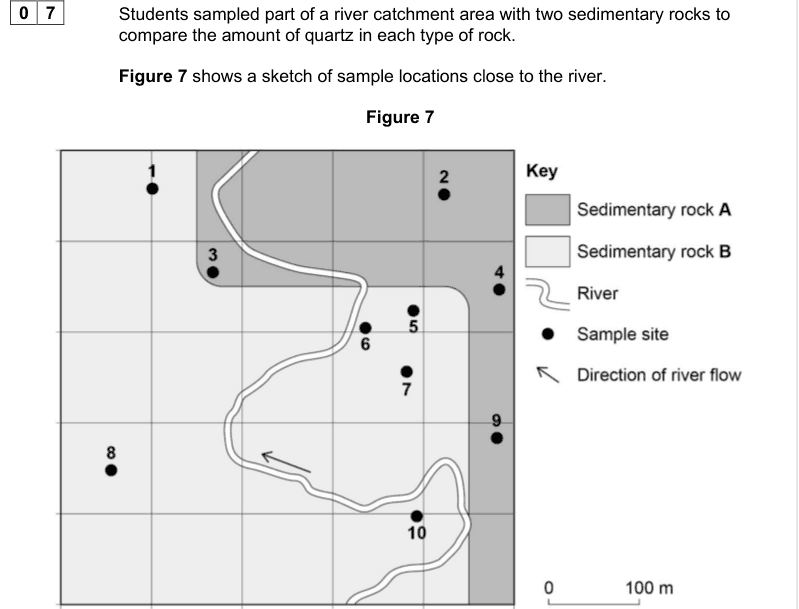 0 7
Students sampled part of a river catchment area with two sedimentary rocks to
compare the amount of quartz in each type of rock.
Figure 7 shows a sketch of sample locations close to the river.
Figure 7
1
2
3
4
5
6
7
8
9
10
Key
Sedimentary rock A
Sedimentary rock B
River
Sample site
Direction of river flow
0 100 m